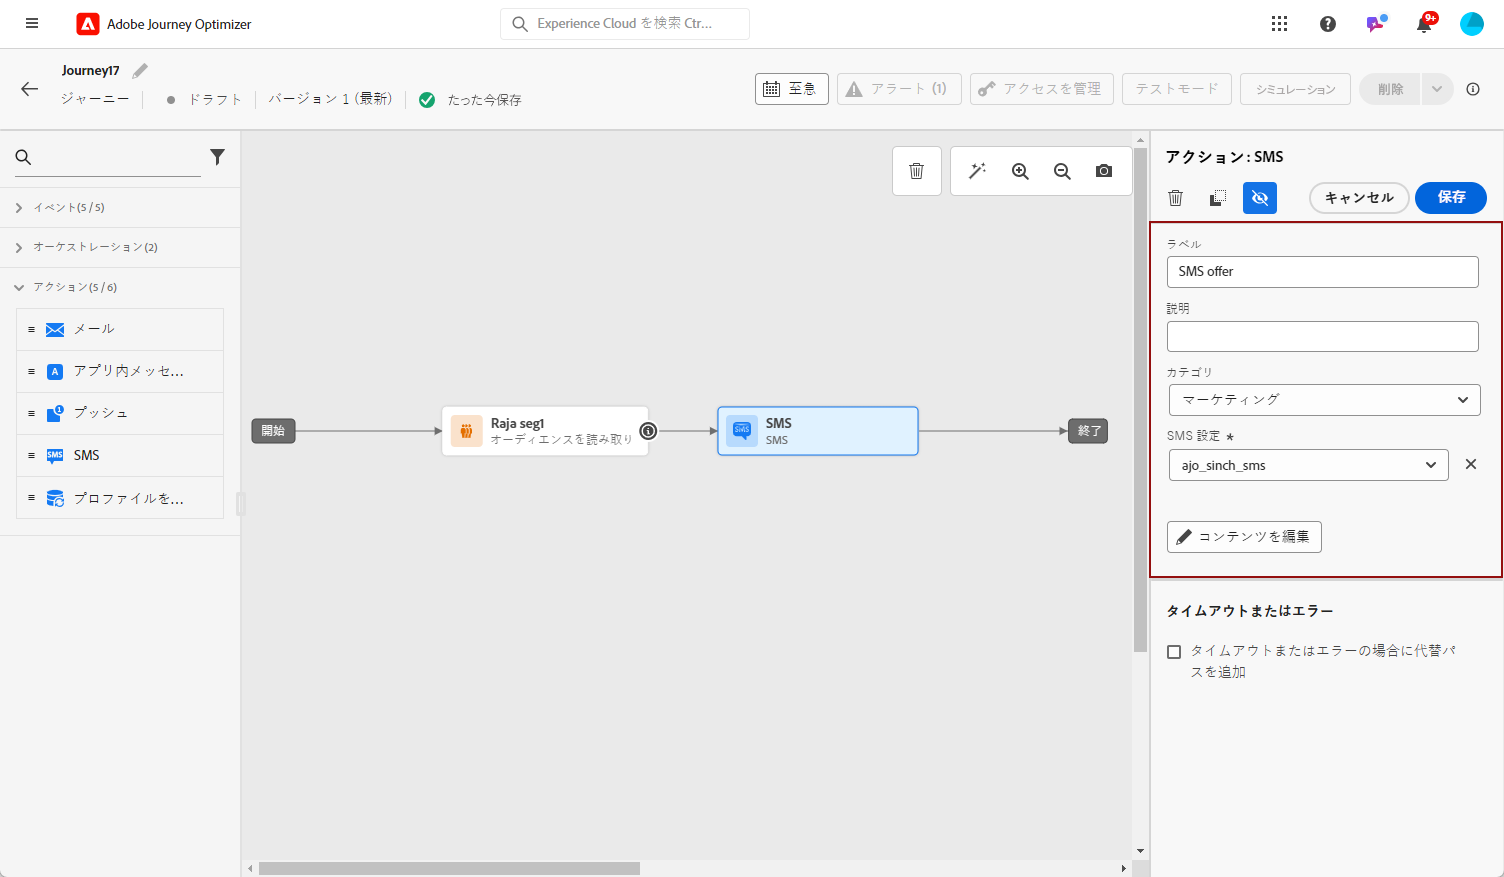 Adobe Journey Optimizer
Experience Cloud を検索 Ctr...
9+
Journey17
ジャーニー
ドラフト
バージョン 1 (最新)
たった今保存
至急
アラート (1)
アクセスを管理
テストモード
シミュレーション
削除
イベント(5 / 5)
オーケストレーション(2)
アクション(5 / 6)
メール
アプリ内メッセ...
プッシュ
SMS
プロファイルを...
開始
Raja seg1
オーディエンスを読み取り
SMS
SMS
終了
アクション: SMS
キャンセル
保存
ラベル
SMS offer
説明
カテゴリ
マーケティング
SMS 設定 *
ajo_sinch_sms
コンテンツを編集
タイムアウトまたはエラー
タイムアウトまたはエラーの場合に代替パ
スを追加